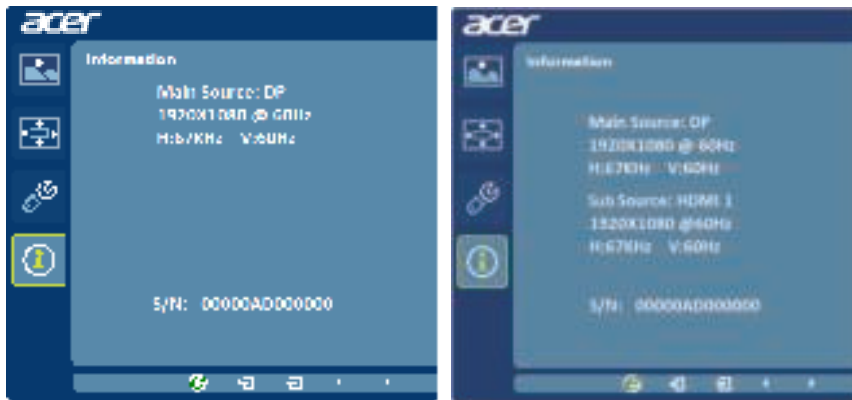 acer
Information
Main Source: DP
1920X1080 @ 60Hz
H:67KHz V:60Hz
S/N: 00000AD000000
acer
Information
Main Source: DP
1920X1080 @ 60Hz
H:67KHz V:60Hz
Sub Source: HDMI 1
1920X1080 @60Hz
H:67KHz V:60Hz
S/N: 00000AD000000